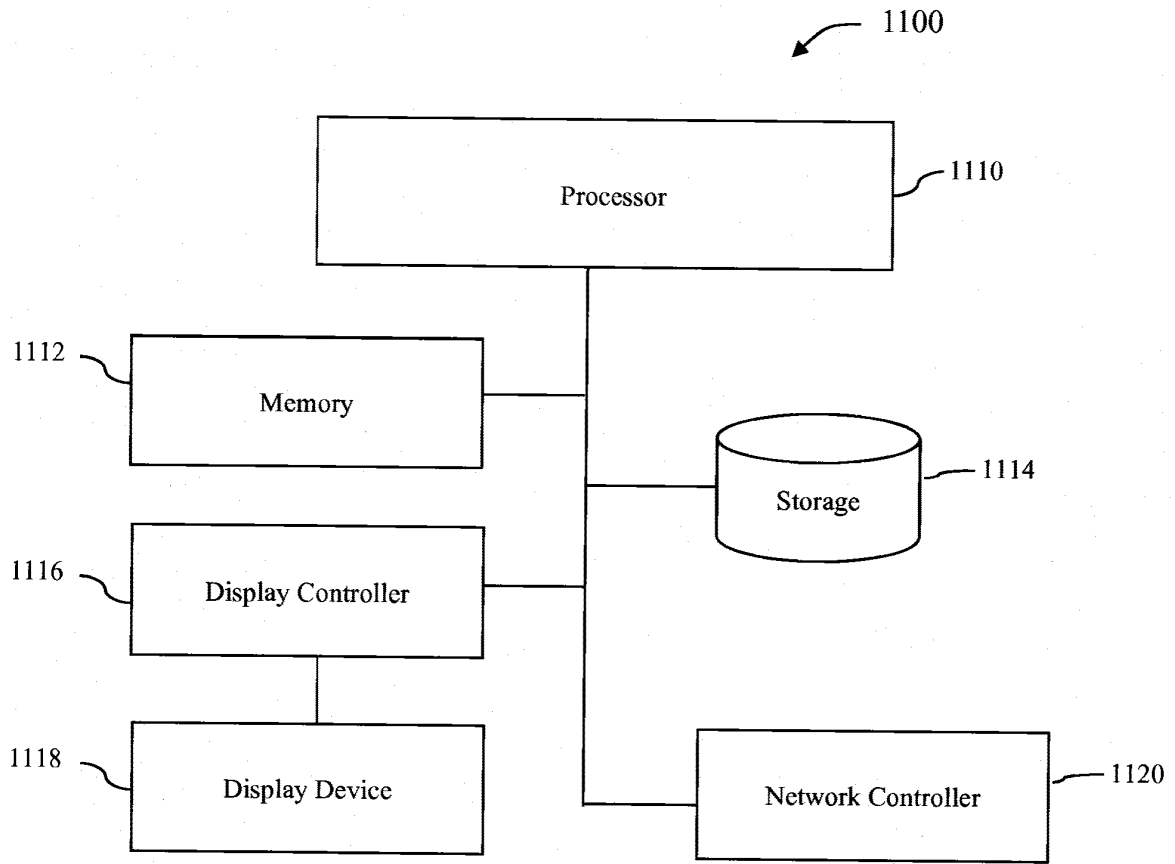 1100
Processor
1110
1112
Memory
Storage
1114
1116
Display Controller
1118
Display Device
Network Controller
1120